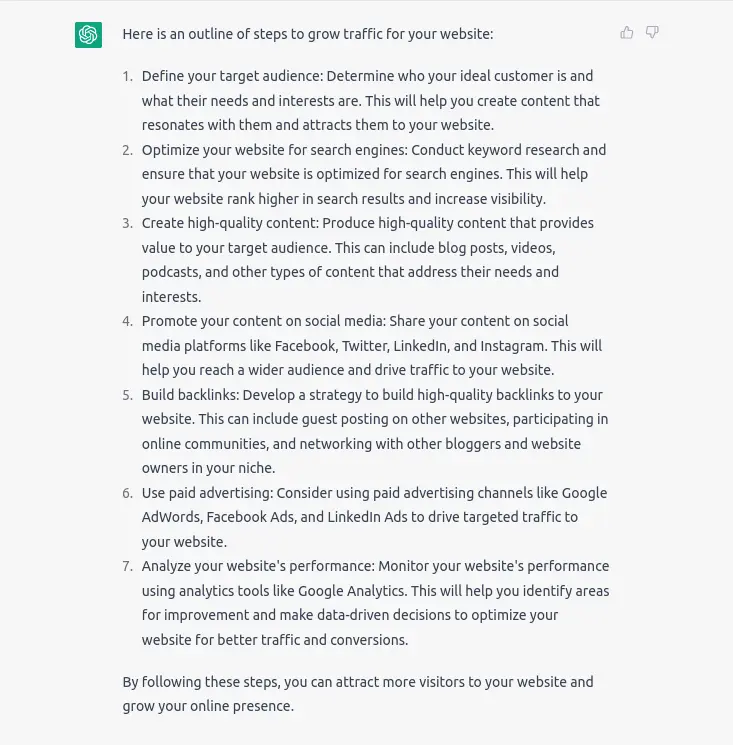 Here is an outline of steps to grow traffic for your website:
1. Define your target audience: Determine who your ideal customer is and
what their needs and interests are. This will help you create content that
resonates with them and attracts them to your website.
2. Optimize your website for search engines: Conduct keyword research and
ensure that your website is optimized for search engines. This will help
your website rank higher in search results and increase visibility.
3. Create high-quality content: Produce high-quality content that provides
value to your target audience. This can include blog posts, videos,
podcasts, and other types of content that address their needs and
interests.
4. Promote your content on social media: Share your content on social
media platforms like Facebook, Twitter, LinkedIn, and Instagram. This will
help you reach a wider audience and drive traffic to your website.
5. Build backlinks: Develop a strategy to build high-quality backlinks to your
website. This can include guest posting on other websites, participating in
online communities, and networking with other bloggers and website
owners in your niche.
6. Use paid advertising: Consider using paid advertising channels like Google
AdWords, Facebook Ads, and LinkedIn Ads to drive targeted traffic to
your website.
7. Analyze your website's performance: Monitor your website's performance
using analytics tools like Google Analytics. This will help you identify areas
for improvement and make data-driven decisions to optimize your
website for better traffic and conversions.
By following these steps, you can attract more visitors to your website and
grow your online presence.